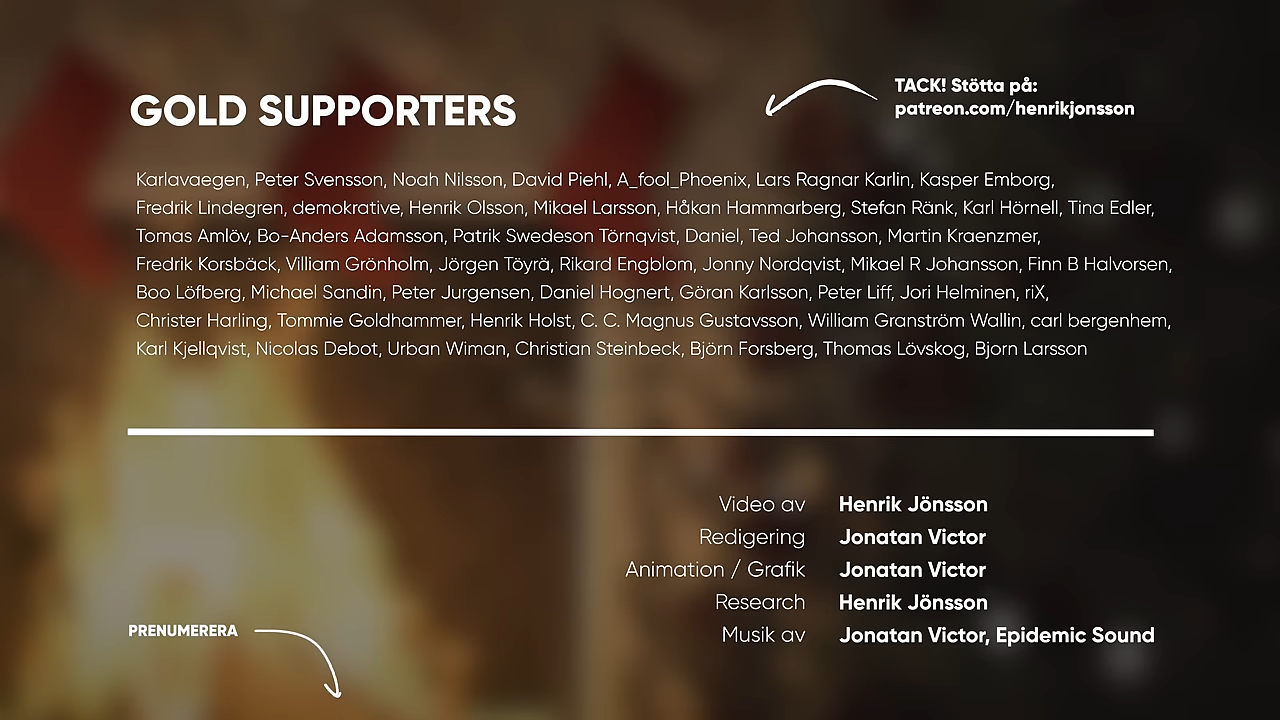 GOLD SUPPORTERS
TACK! Stötta på:
patreon.com/henrikjonsson
Karlavaegen, Peter Svensson, Noah Nilsson, David Piehl, A_fool_Phoenix, Lars Ragnar Karlin, Kasper Emborg,
Fredrik Lindegren, demokrative, Henrik Olsson, Mikael Larsson, Håkan Hammarberg, Stefan Ränk, Karl Hörnell, Tina Edler,
Tomas Amlöv, Bo-Anders Adamsson, Patrik Swedeson Törnqvist, Daniel, Ted Johansson, Martin Kraenzmer,
Fredrik Korsbäck, Villiam Grönholm, Jörgen Töyrä, Rikard Engblom, Jonny Nordqvist, Mikael R Johansson, Finn B Halvorsen,
Boo Löfberg, Michael Sandin, Peter Jurgensen, Daniel Hognert, Göran Karlsson, Peter Liff, Jori Helminen, riX,
Christer Harling, Tommie Goldhammer, Henrik Holst, C. C. Magnus Gustavsson, William Granström Wallin, carl bergenhem,
Karl Kjellqvist, Nicolas Debot, Urban Wiman, Christian Steinbeck, Björn Forsberg, Thomas Lövskog, Bjorn Larsson
Video av Henrik Jönsson
Redigering Jonatan Victor
Animation / Grafik Jonatan Victor
Research Henrik Jönsson
Musik av Jonatan Victor, Epidemic Sound
PRENUMERERA